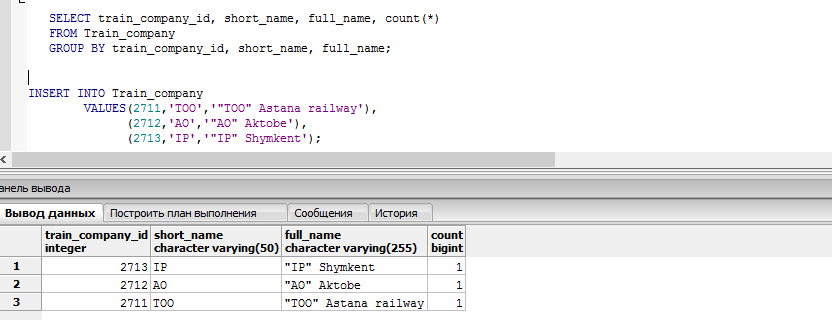 SELECT train_company_id, short_name, full_name, count(*)
FROM Train_company
GROUP BY train_company_id, short_name, full_name;
INSERT INTO Train_company
VALUES(2711,'TOO','"TOO" Astana railway'),
(2712,'AO','"AO" Aktobe'),
(2713,'IP','"IP" Shymkent');
анель вывода
Вывод данных Построить план выполнения Сообщения История
train_company_id short_name full_name count
integer character varying(50) character varying(255) bigint
1 2713 IP "IP" Shymkent 1
2 2712 AO "AO" Aktobe 1
3 2711 TOO "TOO" Astana railway 1